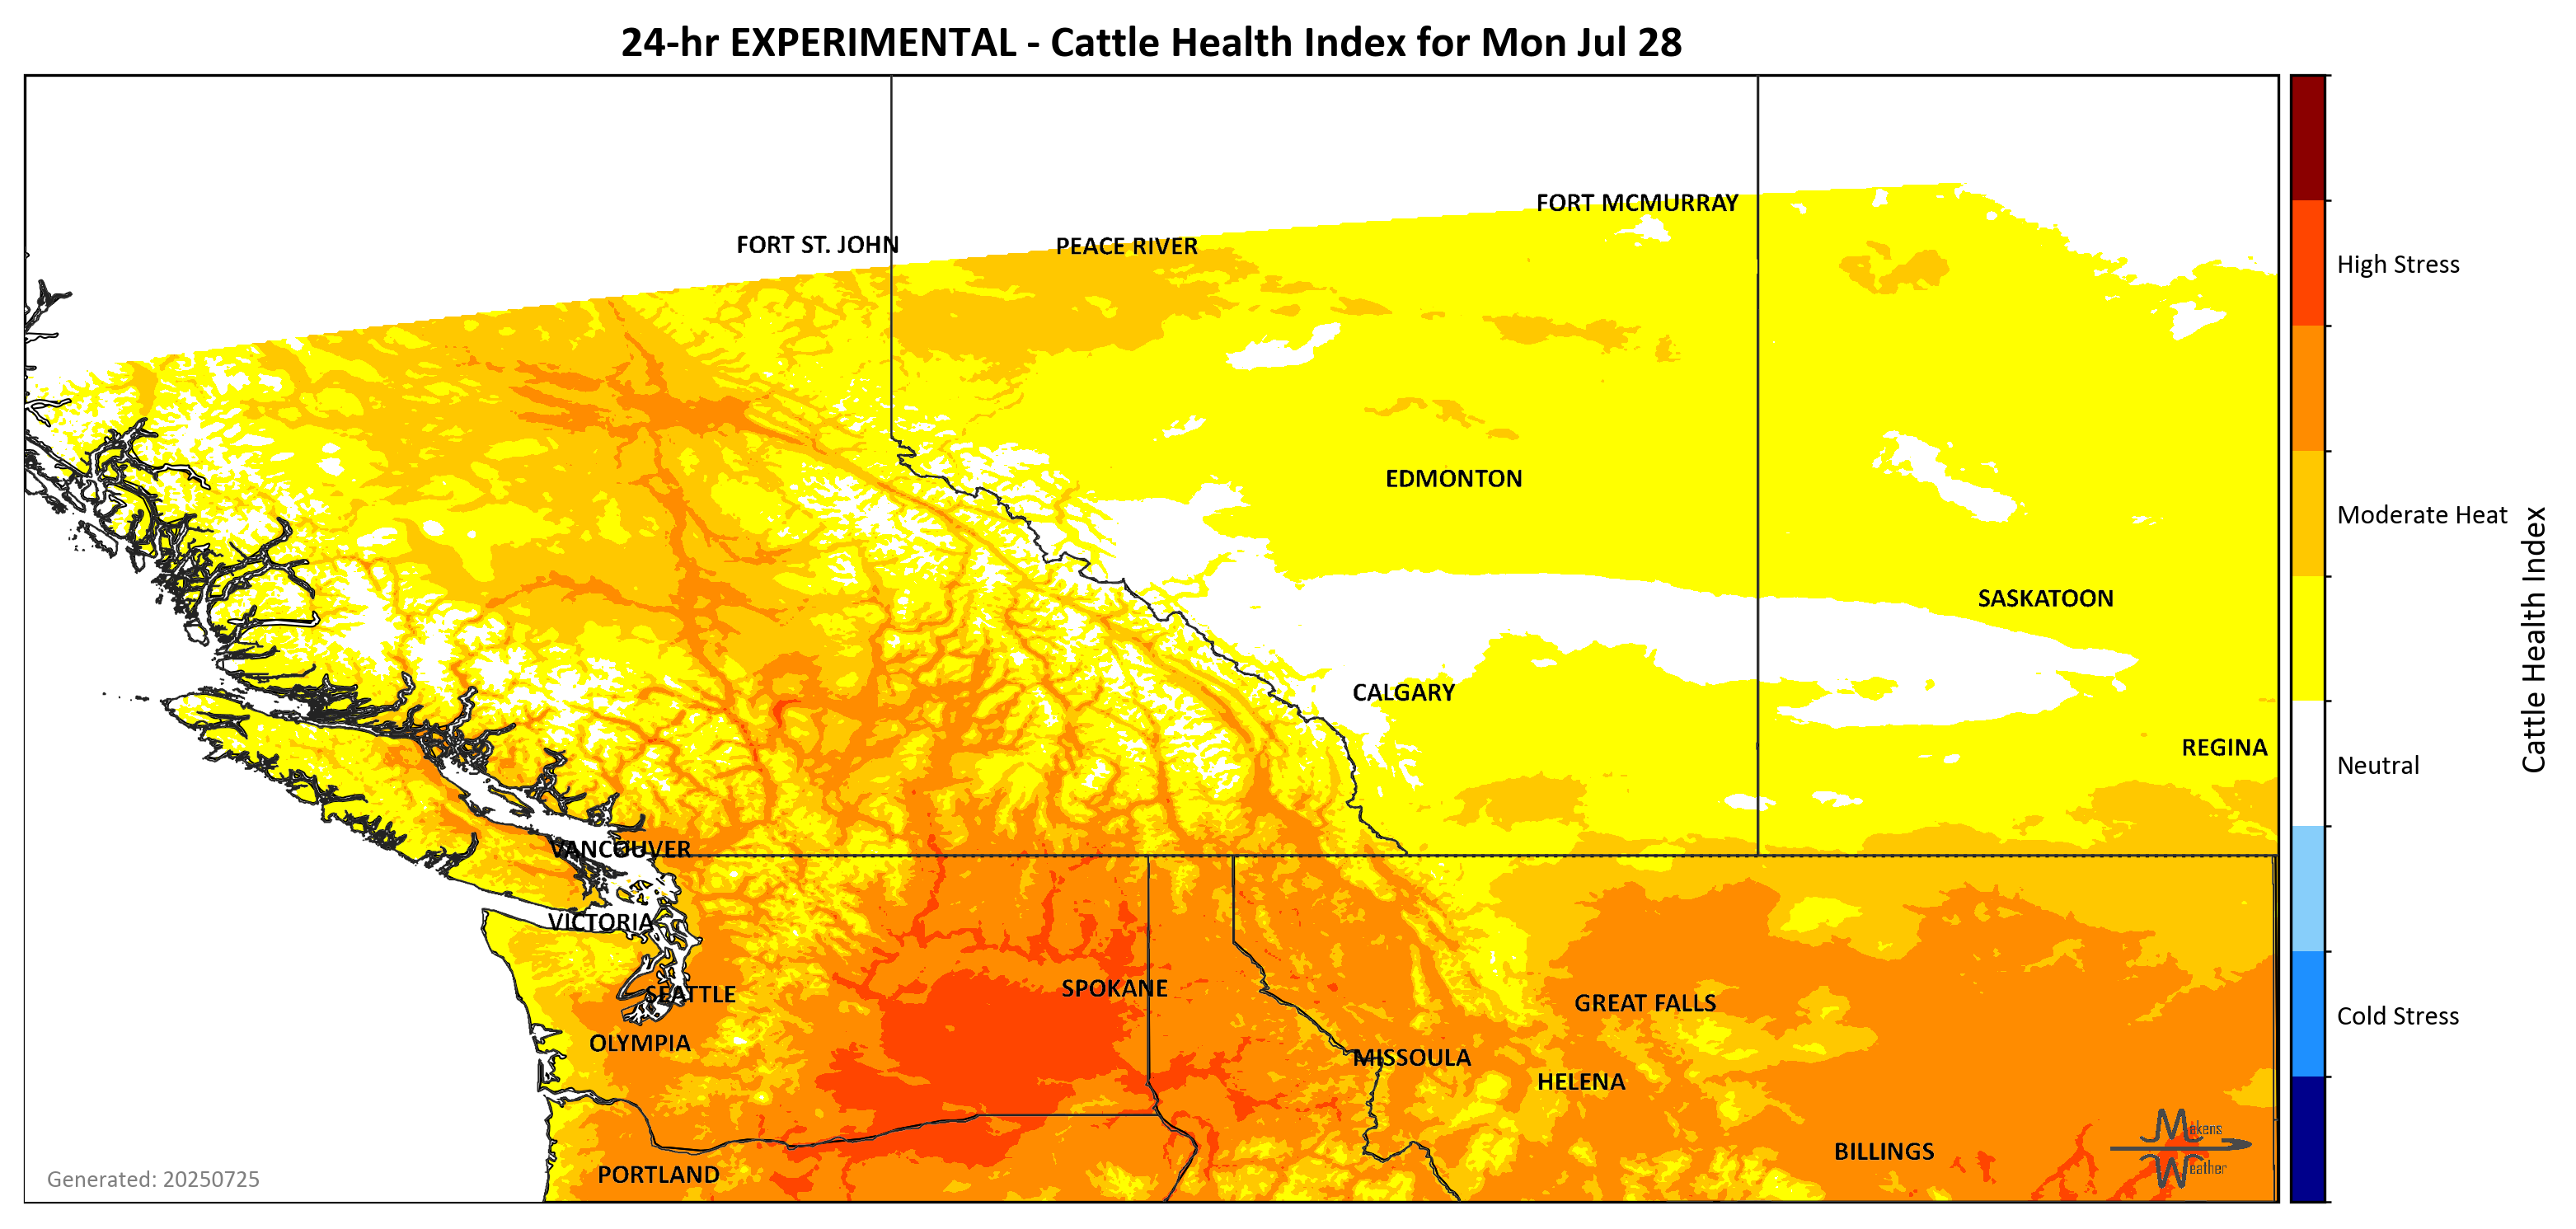 24-hr EXPERIMENTAL - Cattle Health Index for Mon Jul 28
FORT MCMURRAY
FORT ST. JOHN
PEACE RIVER
High Stress
EDMONTON
Moderate Heat
SASKATOON
Cattle Health Index
CALGARY
REGINA
Neutral
VANCOUVER
VICTORIA
SPOKANE
SEATTLE
GREAT FALLS
Cold Stress
OLYMPIA
MISSOULA
HELENA
Makens
BILLINGS
Weather
PORTLAND
Generated: 20250725